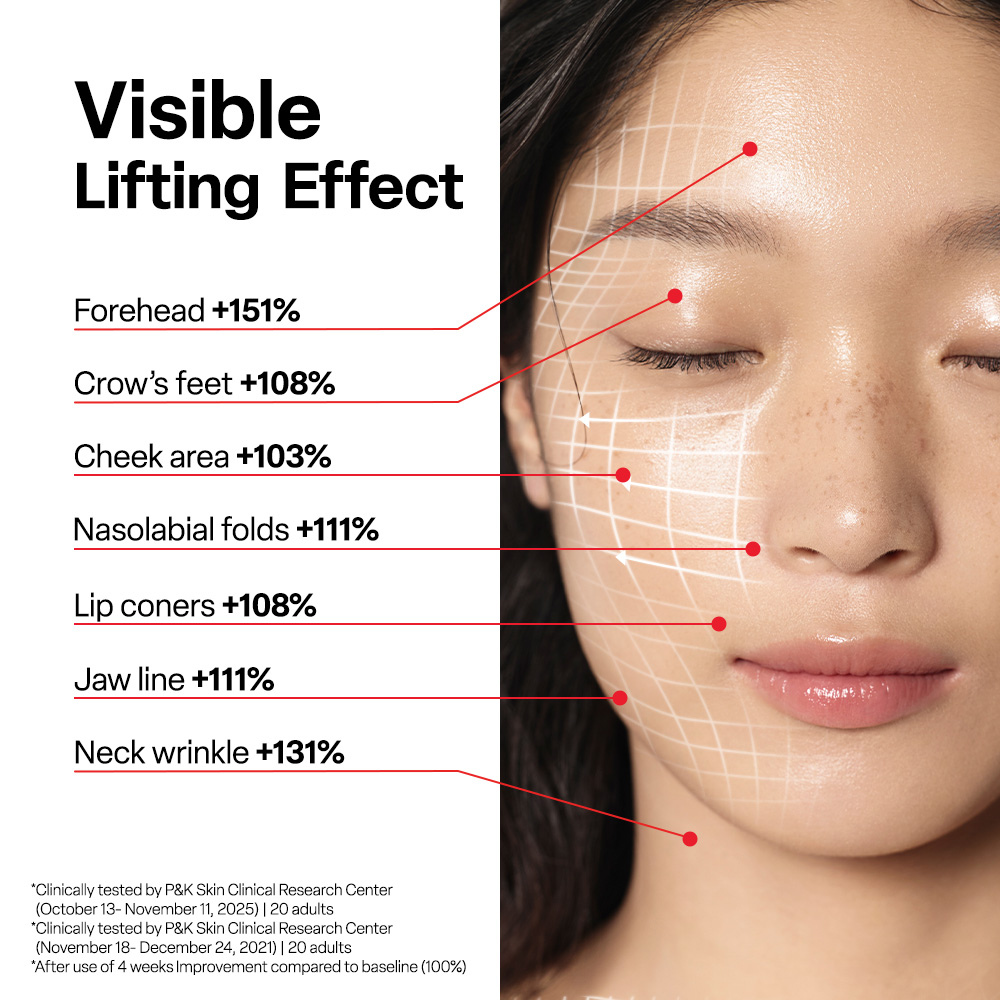 Visible
Lifting Effect
Forehead +151%
Crow's feet +108%
Cheek area +103%
Nasolabial folds +111%
Lip coners +108%
Jaw line +111%
Neck wrinkle +131%
*Clinically tested by P&K Skin Clinical Research Center
(October 13- November 11, 2025) | 20 adults
*Clinically tested by P&K Skin Clinical Research Center
(November 18- December 24, 2021) | 20 adults
*After use of 4 weeks Improvement compared to baseline (100%)